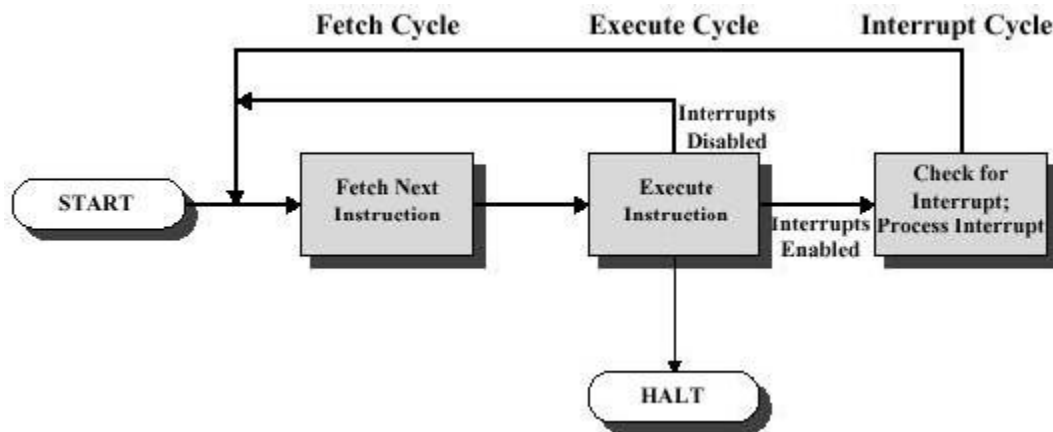 Fetch Cycle
Execute Cycle
Interrupt Cycle
Interrupts
Disabled
START
Fetch Next
Instruction
Execute
Instruction
Interrupts
Enabled
Check for
Interrupt;
Process Interrupt
HALT